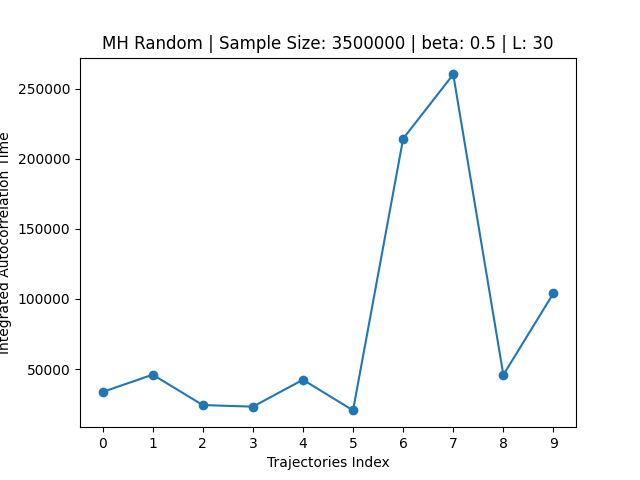 MH Random | Sample Size: 3500000 | beta: 0.5 | L: 30
Integrated Autocorrelation Time
250000
200000
150000
100000
50000
0 1 2 3 4 5 6 7 8 9
Trajectories Index